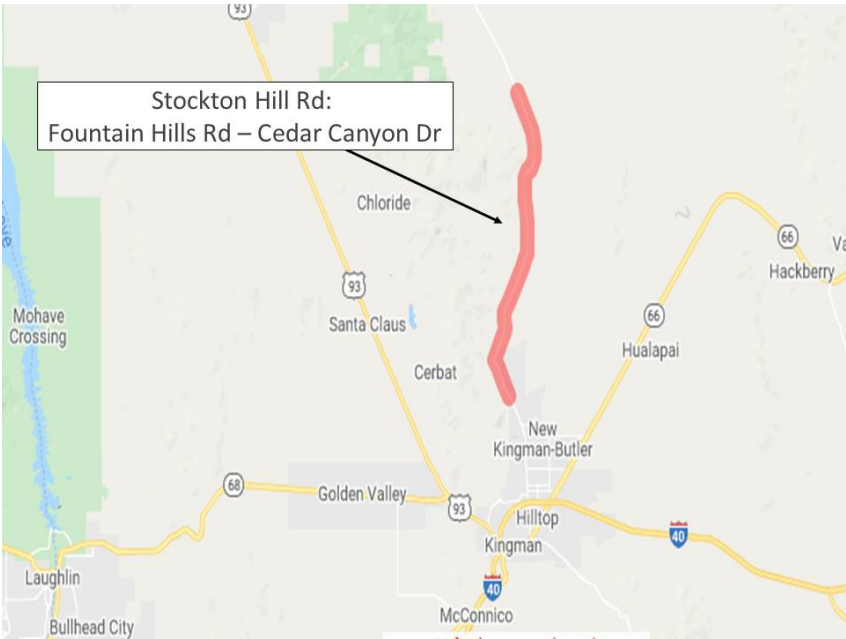 93
Stockton Hill Rd:
Fountain Hills Rd – Cedar Canyon Dr
Chloride
66
Hackberry
93
Mohave
Crossing
Santa Claus
66
Hualapai
Cerbat
New
Kingman-Butler
68
Golden Valley
93
Hilltop
40
Kingman
Laughlin
40
McConnico
Bullhead City